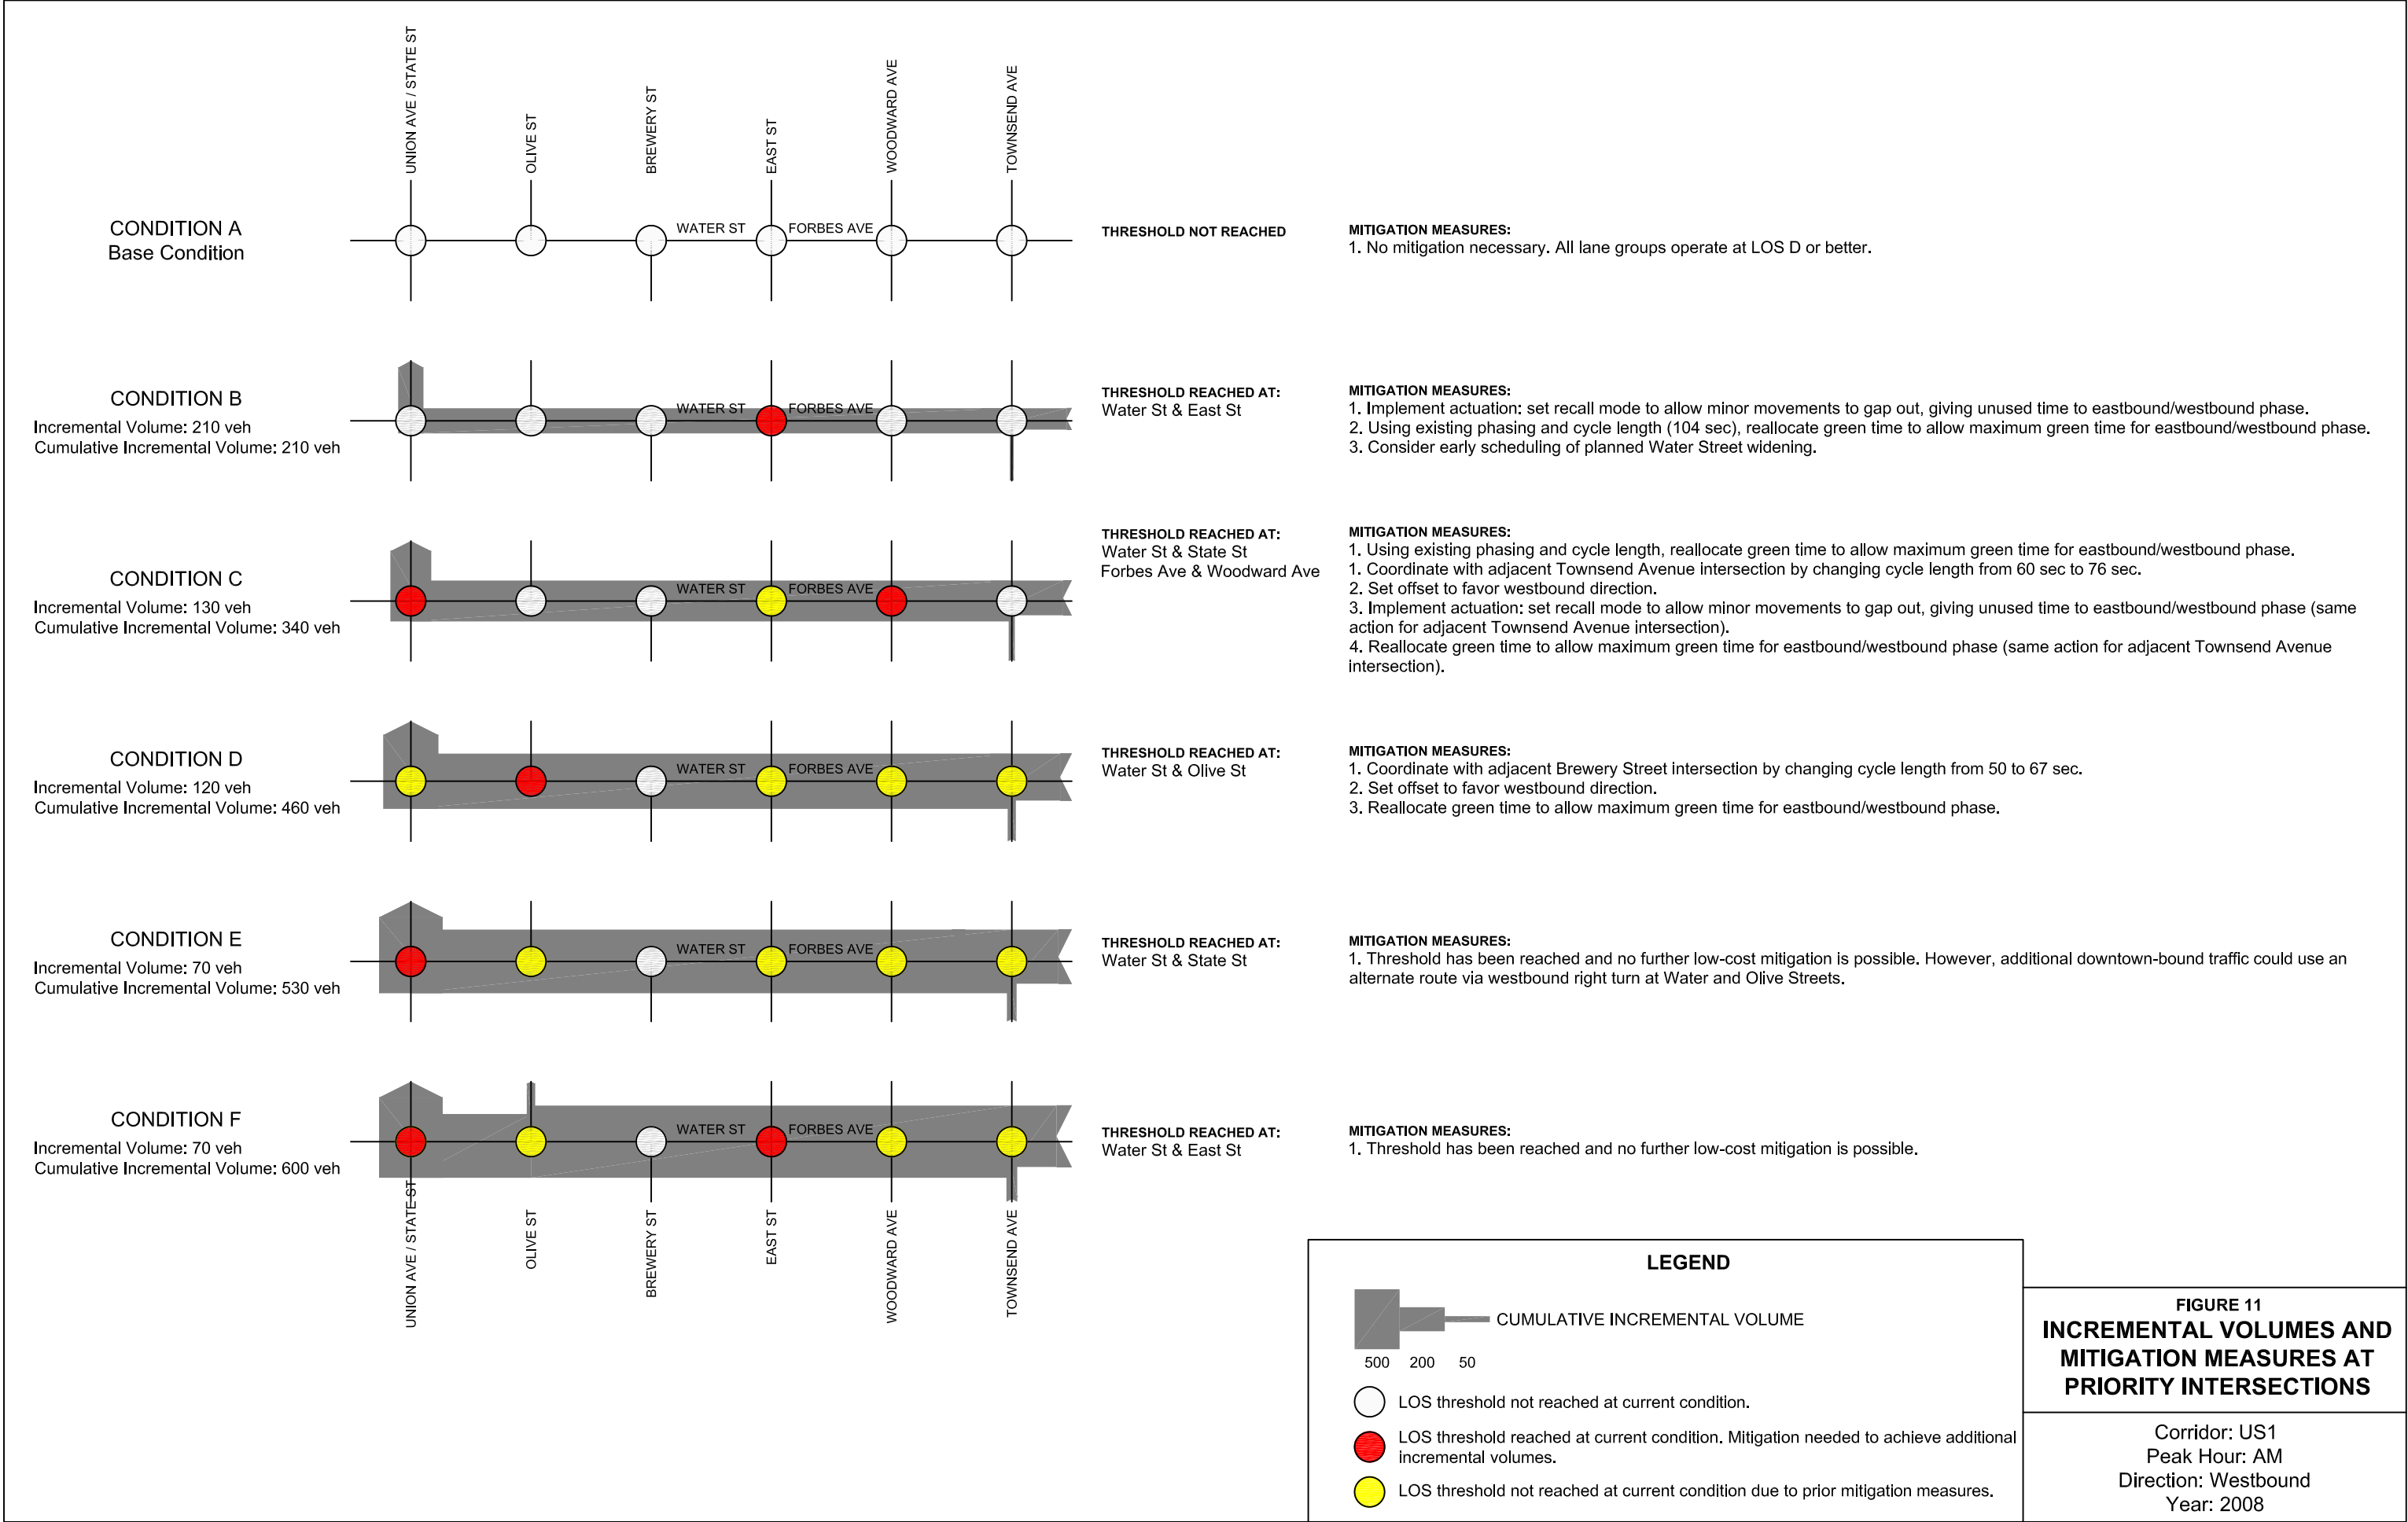 UNION AVE / STATE ST
OLIVE ST
BREWERY ST
EAST ST
WOODWARD AVE
TOWNSEND AVE
CONDITION A
Base Condition
WATER ST
FORBES AVE
THRESHOLD NOT REACHED
MITIGATION MEASURES:
1. No mitigation necessary. All lane groups operate at LOS D or better.
CONDITION B
Incremental Volume: 210 veh
Cumulative Incremental Volume: 210 veh
WATER ST
FORBES AVE
THRESHOLD REACHED AT:
Water St & East St
MITIGATION MEASURES:
1. Implement actuation: set recall mode to allow minor movements to gap out, giving unused time to eastbound/westbound phase.
2. Using existing phasing and cycle length (104 sec), reallocate green time to allow maximum green time for eastbound/westbound phase.
3. Consider early scheduling of planned Water Street widening.
CONDITION C
Incremental Volume: 130 veh
Cumulative Incremental Volume: 340 veh
WATER ST
FORBES AVE
THRESHOLD REACHED AT:
Water St & State St
Forbes Ave & Woodward Ave
MITIGATION MEASURES:
1. Using existing phasing and cycle length, reallocate green time to allow maximum green time for eastbound/westbound phase.
1. Coordinate with adjacent Townsend Avenue intersection by changing cycle length from 60 sec to 76 sec.
2. Set offset to favor westbound direction.
3. Implement actuation: set recall mode to allow minor movements to gap out, giving unused time to eastbound/westbound phase (same
action for adjacent Townsend Avenue intersection).
4. Reallocate green time to allow maximum green time for eastbound/westbound phase (same action for adjacent Townsend Avenue
intersection).
CONDITION D
Incremental Volume: 120 veh
Cumulative Incremental Volume: 460 veh
WATER ST
FORBES AVE
THRESHOLD REACHED AT:
Water St & Olive St
MITIGATION MEASURES:
1. Coordinate with adjacent Brewery Street intersection by changing cycle length from 50 to 67 sec.
2. Set offset to favor westbound direction.
3. Reallocate green time to allow maximum green time for eastbound/westbound phase.
CONDITION E
Incremental Volume: 70 veh
Cumulative Incremental Volume: 530 veh
WATER ST
FORBES AVE
THRESHOLD REACHED AT:
Water St & State St
MITIGATION MEASURES:
1. Threshold has been reached and no further low-cost mitigation is possible. However, additional downtown-bound traffic could use an
alternate route via westbound right turn at Water and Olive Streets.
CONDITION F
Incremental Volume: 70 veh
Cumulative Incremental Volume: 600 veh
WATER ST
FORBES AVE
THRESHOLD REACHED AT:
Water St & East St
MITIGATION MEASURES:
1. Threshold has been reached and no further low-cost mitigation is possible.
UNION AVE / STATE ST
OLIVE ST
BREWERY ST
EAST ST
WOODWARD AVE
TOWNSEND AVE
LEGEND
CUMULATIVE INCREMENTAL VOLUME
500 200 50
LOS threshold not reached at current condition.
LOS threshold reached at current condition. Mitigation needed to achieve additional
incremental volumes.
LOS threshold not reached at current condition due to prior mitigation measures.
FIGURE 11
INCREMENTAL VOLUMES AND
MITIGATION MEASURES AT
PRIORITY INTERSECTIONS
Corridor: US1
Peak Hour: AM
Direction: Westbound
Year: 2008